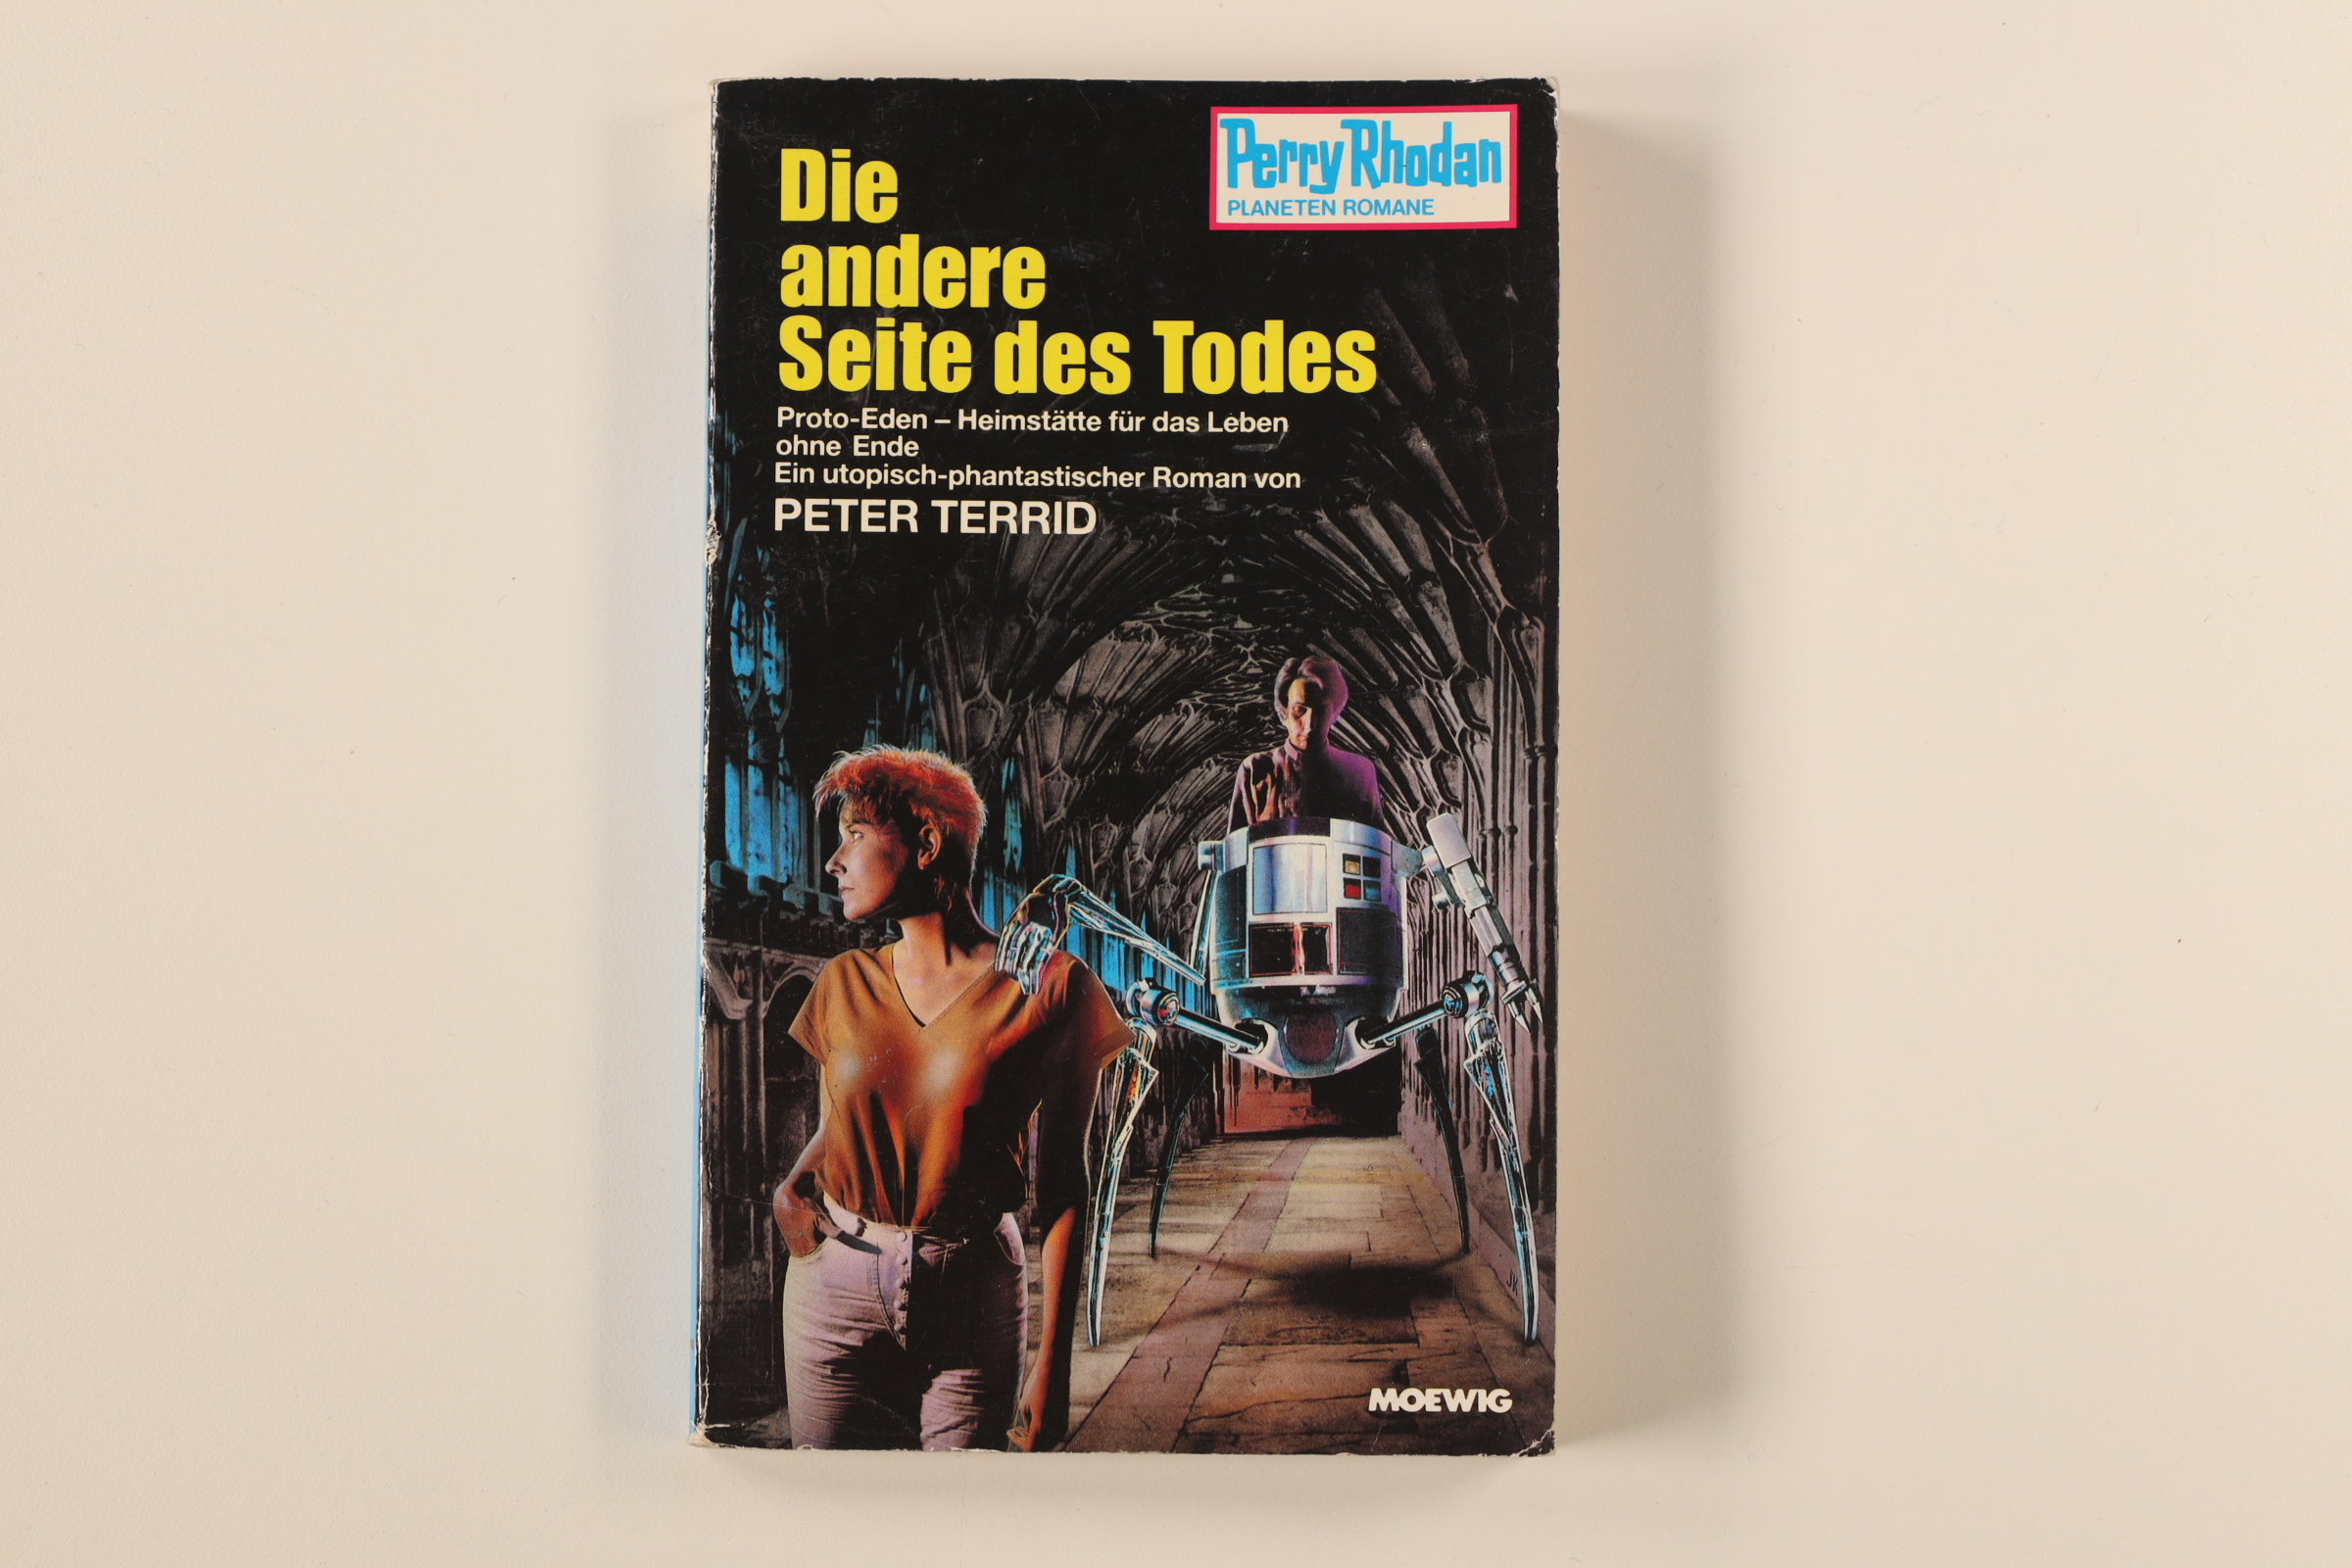 Perry Rhodan
PLANETEN ROMANE
Die
andere
Seite des Todes
Proto-Eden – Heimstätte für das Leben
ohne Ende
Ein utopisch-phantastischer Roman von
PETER TERRID
MOEWIG